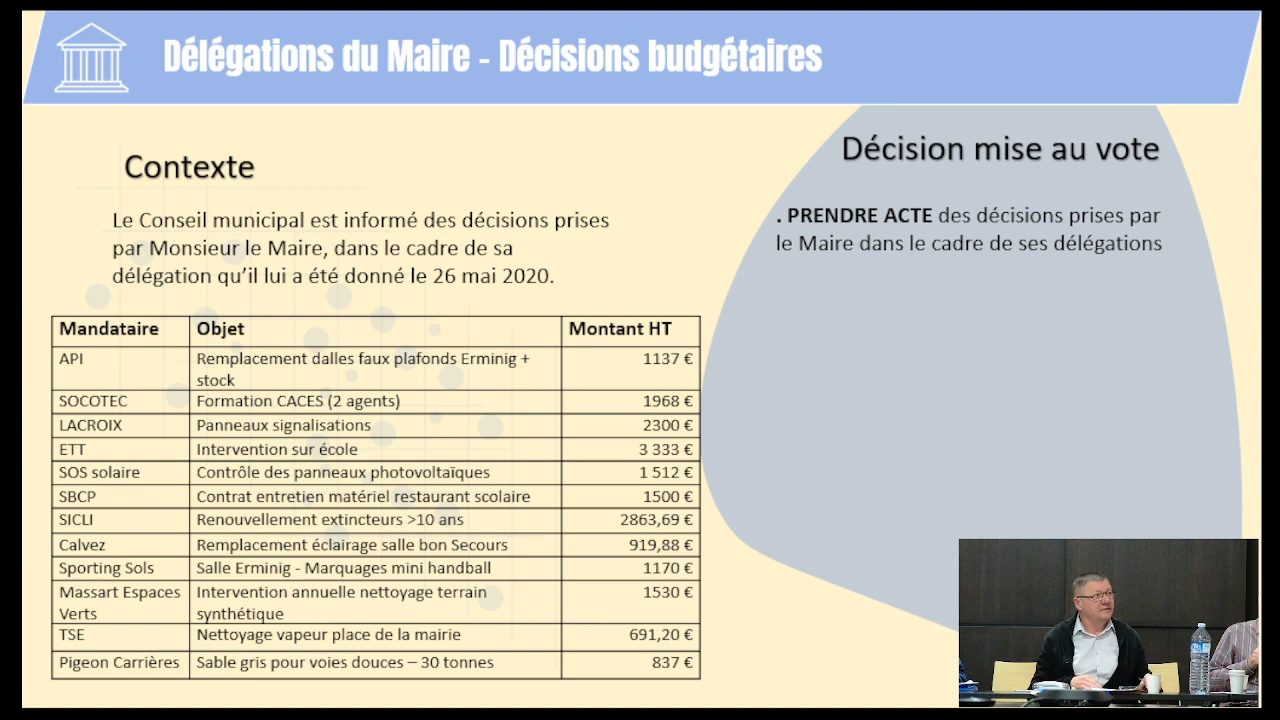 Délégations du Maire - Décisions budgétaires
Contexte
Le Conseil municipal est informé des décisions prises
par Monsieur le Maire, dans le cadre de sa
délégation qu'il lui a été donné le 26 mai 2020.
Mandataire Objet Montant HT
API Remplacement dalles faux plafonds Erminig + 1137 €
stock
SOCOTEC Formation CACES (2 agents) 1968 €
LACROIX Panneaux signalisations 2300 €
ETT Intervention sur école 3 333 €
SOS solaire Contrôle des panneaux photovoltaïques 1 512 €
SBCP Contrat entretien matériel restaurant scolaire 1500 €
SICLI Renouvellement extincteurs >10 ans 2863,69 €
Calvez Remplacement éclairage salle bon Secours 919,88 €
Sporting Sols Salle Erminig - Marquages mini handball 1170 €
Massart Espaces Intervention annuelle nettoyage terrain 1530 €
Verts synthétique
TSE Nettoyage vapeur place de la mairie 691,20 €
Pigeon Carrières Sable gris pour voies douces – 30 tonnes 837 €
Décision mise au vote
. PRENDRE ACTE des décisions prises par
le Maire dans le cadre de ses délégations